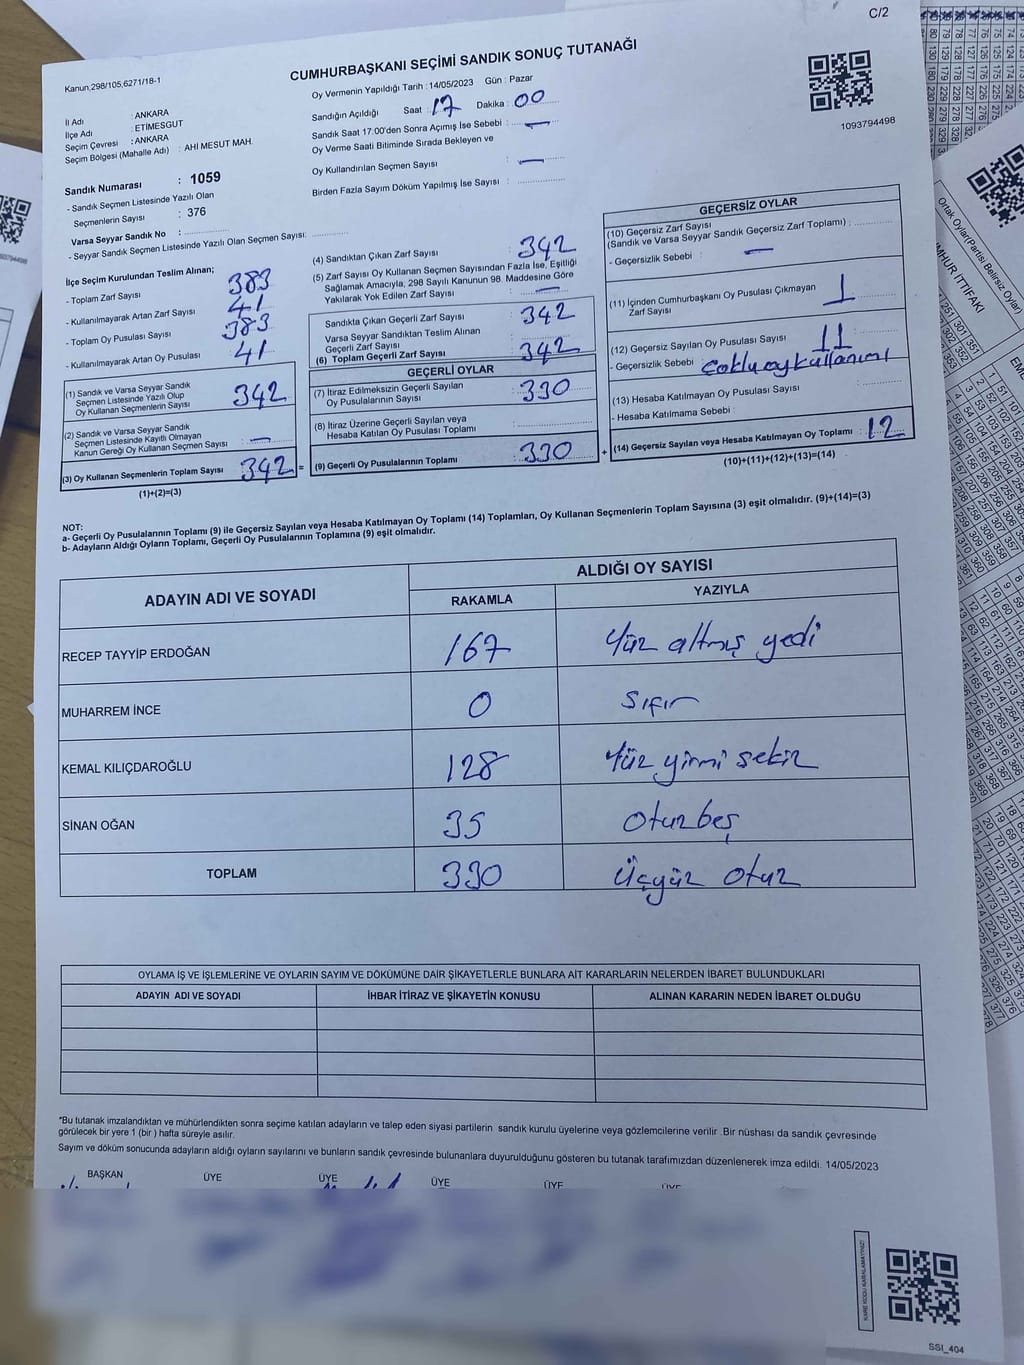 C/2
Kanun,298/105,6271/18-1
CUMHURBAŞKANI SEÇİMİ SANDIK SONUÇ TUTANAĞI
1093794498
İl Adı : ANKARA
İlçe Adı : ETİMESGUT
Seçim Çevresi : ANKARA
Seçim Bölgesi (Mahalle Adı) : AHİ MESUT MAH.
Oy Vermenin Yapıldığı Tarih : 14/05/2023 Gün : Pazar
Sandığın Açıldığı Saat : 17 Dakika : 00
Sandık Saat 17:00'den Sonra Açımış İse Sebebi : —
Oy Verme Saati Bitiminde Sırada Bekleyen ve
Oy Kullandırılan Seçmen Sayısı : —
Birden Fazla Sayım Döküm Yapılmış İse Sayısı :
Sandık Numarası : 1059
- Sandık Seçmen Listesinde Yazılı Olan
Seçmenlerin Sayısı : 376
Varsa Seyyar Sandık No :
- Seyyar Sandık Seçmen Listesinde Yazılı Olan Seçmen Sayısı:
İlçe Seçim Kurulundan Teslim Alınan;
- Toplam Zarf Sayısı 383
- Kullanılmayarak Artan Zarf Sayısı 41
- Toplam Oy Pusulası Sayısı 383
- Kullanılmayarak Artan Oy Pusulası 41
(1) Sandık ve Varsa Seyyar Sandık
Seçmen Listesinde Yazılı Olup
Oy Kullanan Seçmenlerin Sayısı 342
(2) Sandık ve Varsa Seyyar Sandık
Seçmen Listesinde Kayıtlı Olmayan
Kanun Gereği Oy Kullanan Seçmen Sayısı : —
(3) Oy Kullanan Seçmenlerin Toplam Sayısı : 342 =
(1)+(2)=(3)
(4) Sandıktan Çıkan Zarf Sayısı : 342
(5) Zarf Sayısı Oy Kullanan Seçmen Sayısından Fazla İse, Eşitliği
Sağlamak Amacıyla, 298 Sayılı Kanunun 98. Maddesine Göre
Yakılarak Yok Edilen Zarf Sayısı : —
Sandıkta Çıkan Geçerli Zarf Sayısı : 342
Varsa Seyyar Sandıktan Teslim Alınan
Geçerli Zarf Sayısı
(6) Toplam Geçerli Zarf Sayısı : 342
GEÇERLİ OYLAR
(7) İtiraz Edilmeksizin Geçerli Sayılan
Oy Pusulalarının Sayısı : 330
(8) İtiraz Üzerine Geçerli Sayılan veya
Hesaba Katılan Oy Pusulası Toplamı :
(9) Geçerli Oy Pusulalarının Toplamı : 330 +
GEÇERSİZ OYLAR
(10) Geçersiz Zarf Sayısı
(Sandık ve Varsa Seyyar Sandık Geçersiz Zarf Toplamı) :
- Geçersizlik Sebebi : —
(11) İçinden Cumhurbaşkanı Oy Pusulası Çıkmayan
Zarf Sayısı : 1
(12) Geçersiz Sayılan Oy Pusulası Sayısı : 11
- Geçersizlik Sebebi : çoklu oy kullanımı
(13) Hesaba Katılmayan Oy Pusulası Sayısı :
- Hesaba Katılmama Sebebi :
(14) Geçersiz Sayılan veya Hesaba Katılmayan Oy Toplamı : 12
(10)+(11)+(12)+(13)=(14)
NOT:
a- Geçerli Oy Pusulalarının Toplamı (9) ile Geçersiz Sayılan veya Hesaba Katılmayan Oy Toplamı (14) Toplamları, Oy Kullanan Seçmenlerin Toplam Sayısına (3) eşit olmalıdır. (9)+(14)=(3)
b- Adayların Aldığı Oyların Toplamı, Geçerli Oy Pusulalarının Toplamına (9) eşit olmalıdır.
ADAYIN ADI VE SOYADI ALDIĞI OY SAYISI
RAKAMLA YAZIYLA
RECEP TAYYİP ERDOĞAN 167 Yüz altmış yedi
MUHARREM İNCE 0 Sıfır
KEMAL KILIÇDAROĞLU 128 Yüz yirmi sekiz
SİNAN OĞAN 35 Otuzbeş
TOPLAM 330 Üçyüz Otuz
OYLAMA İŞ VE İŞLEMLERİNE VE OYLARIN SAYIM VE DÖKÜMÜNE DAİR ŞİKAYETLERLE BUNLARA AİT KARARLARIN NELERDEN İBARET BULUNDUKLARI
ADAYIN ADI VE SOYADI İHBAR İTİRAZ VE ŞİKAYETİN KONUSU ALINAN KARARIN NEDEN İBARET OLDUĞU
*Bu tutanak imzalandıktan ve mühürlendikten sonra seçime katılan adayların ve talep eden siyasi partilerin sandık kurulu üyelerine veya gözlemcilerine verilir .Bir nüshası da sandık çevresinde
görülecek bir yere 1 (bir ) hafta süreyle asılır.
Sayım ve döküm sonucunda adayların aldığı oyların sayılarını ve bunların sandık çevresinde bulunanlara duyurulduğunu gösteren bu tutanak tarafımızdan düzenlenerek imza edildi. 14/05/2023
BAŞKAN ÜYE ÜYE ÜYE ÜYE ÜYE
KARE KODU KARALAMAYINIZ!
SSI_404
Ortak Oylar(Partisi Belirsiz Oylar)